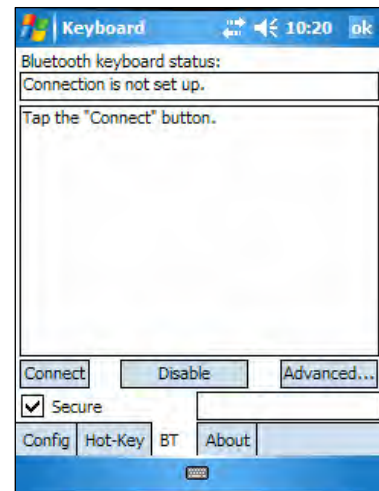 Keyboard 10:20 ok
Bluetooth keyboard status:
Connection is not set up.
Tap the "Connect" button.
Connect Disable Advanced...
Secure
Config Hot-Key BT About